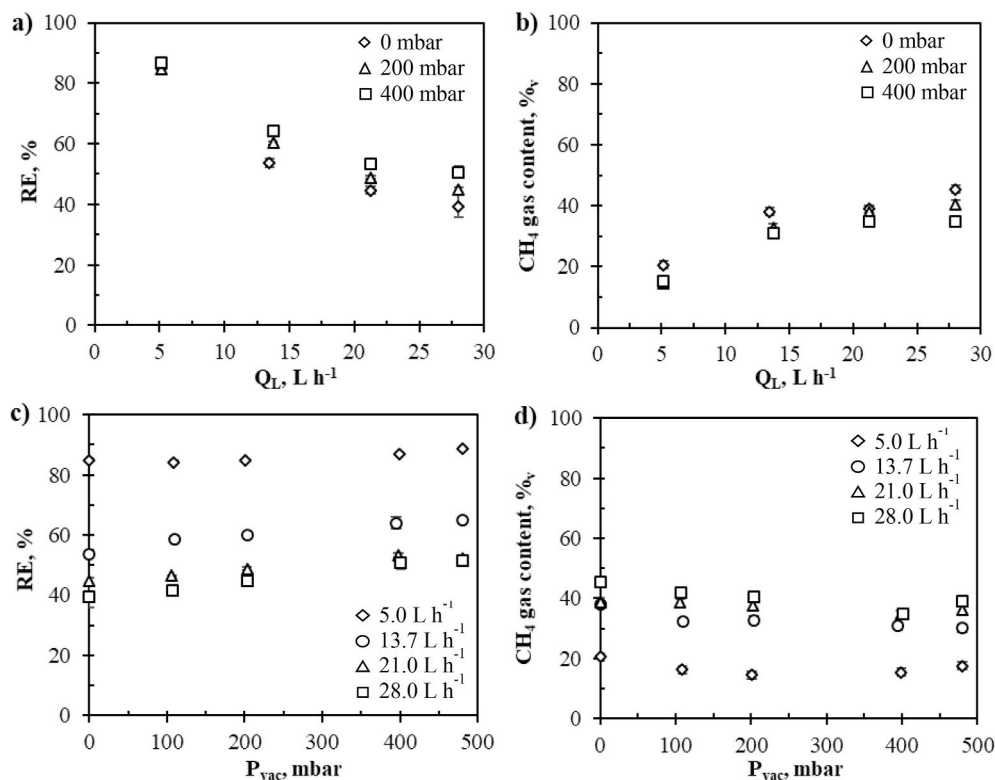 a)
100
80
60
40
20
0
RE, %
0 mbar
200 mbar
400 mbar
0 5 10 15 20 25 30
Q_L, L h⁻¹
b)
100
80
60
40
20
0
CH₄ gas content, %ᵥ
0 mbar
200 mbar
400 mbar
0 5 10 15 20 25 30
Q_L, L h⁻¹
c)
100
80
60
40
20
0
RE, %
5.0 L h⁻¹
13.7 L h⁻¹
21.0 L h⁻¹
28.0 L h⁻¹
0 100 200 300 400 500
P_vac, mbar
d)
100
80
60
40
20
0
CH₄ gas content, %ᵥ
5.0 L h⁻¹
13.7 L h⁻¹
21.0 L h⁻¹
28.0 L h⁻¹
0 100 200 300 400 500
P_vac, mbar